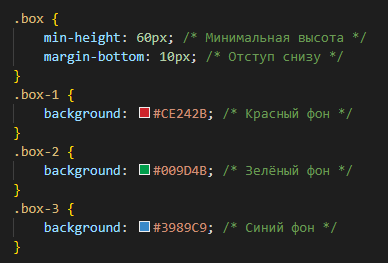 .box {
    min-height: 60px; /* Минимальная высота */
    margin-bottom: 10px; /* Отступ снизу */
}
.box-1 {
    background: #CE242B; /* Красный фон */
}
.box-2 {
    background: #009D4B; /* Зелёный фон */
}
.box-3 {
    background: #3989C9; /* Синий фон */
}